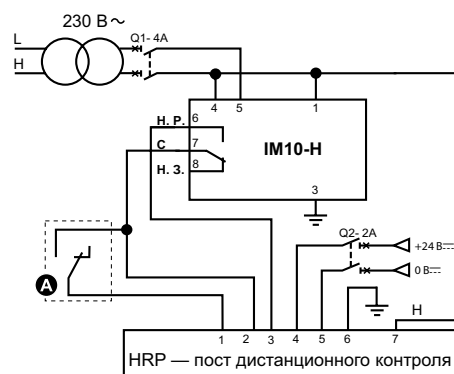 230 В~
L
Н
Q1- 4A
4 5 1
Н. Р. 6
С 7
Н. З. 8
IM10-H
3
Q2- 2A
+24 В
0 В
A
Н
1 2 3 4 5 6 7
HRP — пост дистанционного контроля